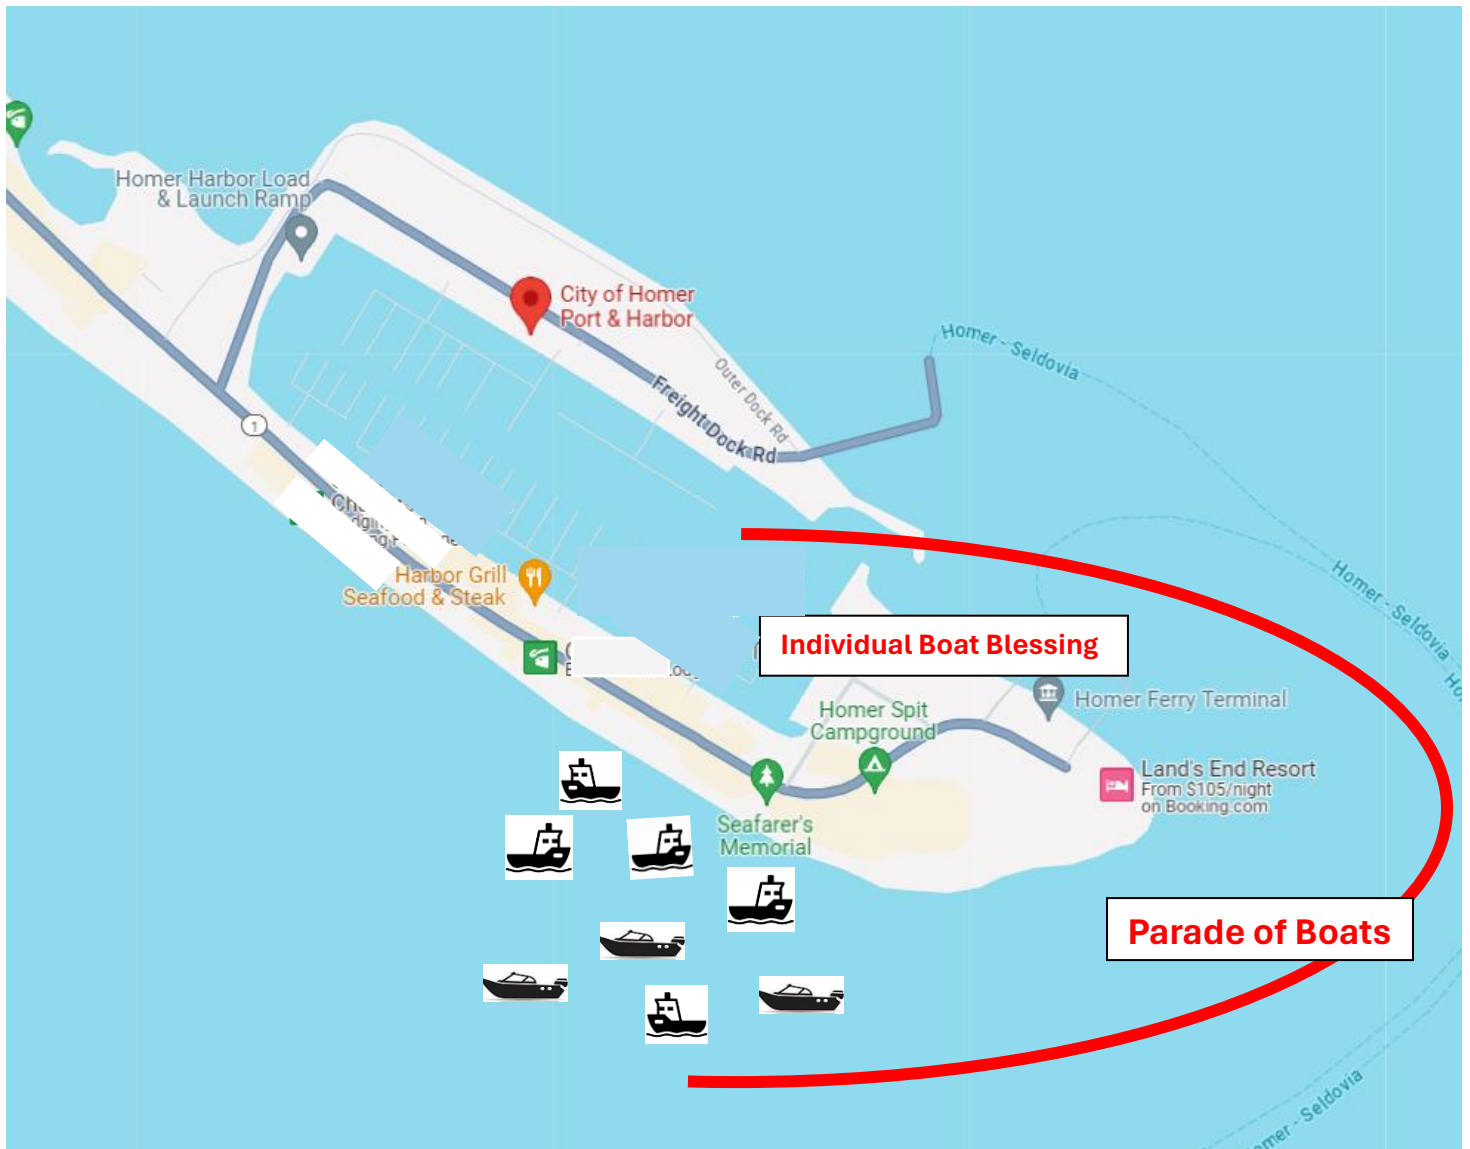 Homer Harbor Load
& Launch Ramp
City of Homer
Port & Harbor
Homer - Seldovia
Outer Dock Rd
Freight Dock Rd
1
Harbor Grill
Seafood & Steak
Individual Boat Blessing
Homer - Seldovia
Homer Spit
Campground
Homer Ferry Terminal
Land's End Resort
From $105/night
on Booking.com
Seafarer's
Memorial
Parade of Boats
Seldovia